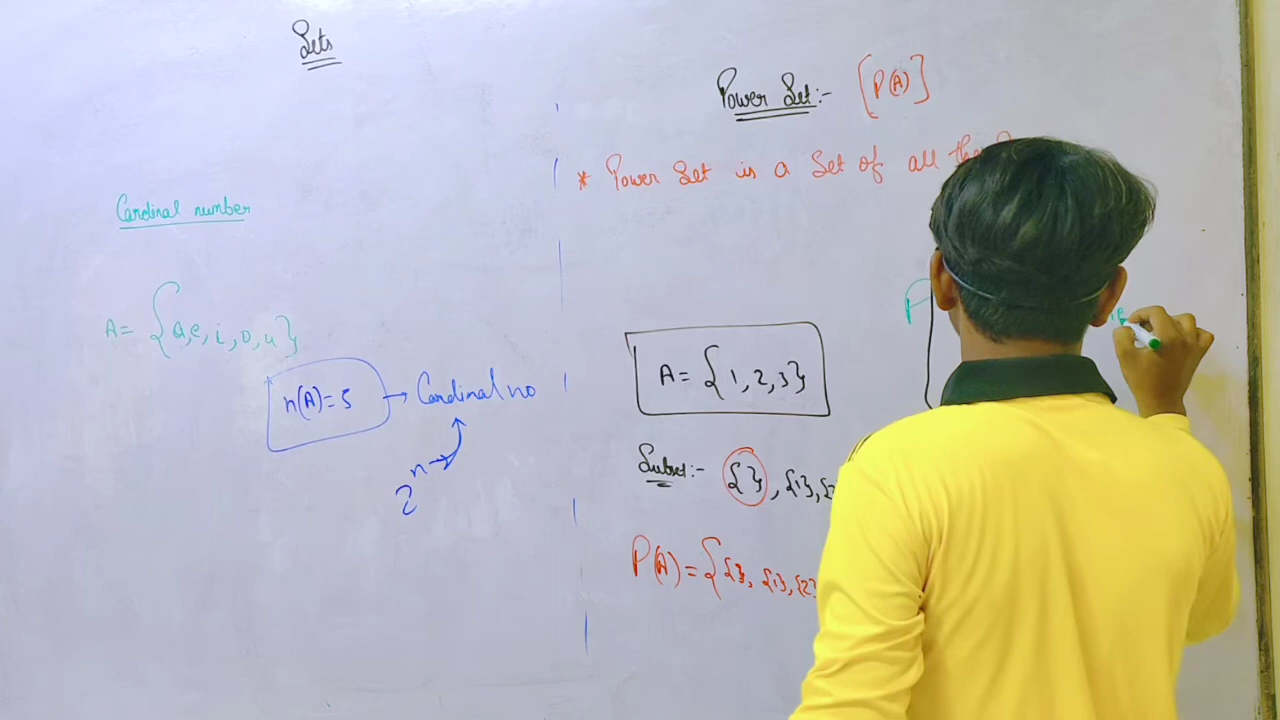 Sets
Cardinal number
A = {a,e,i,o,u}
n(A)=5 → Cardinal no
2ⁿ
Power Set:- [P(A)]
* Power Set is a Set of all the
A = {1,2,3}
Subset:- { }, {1}, {2
P(A) = { { }, {1}, {2}